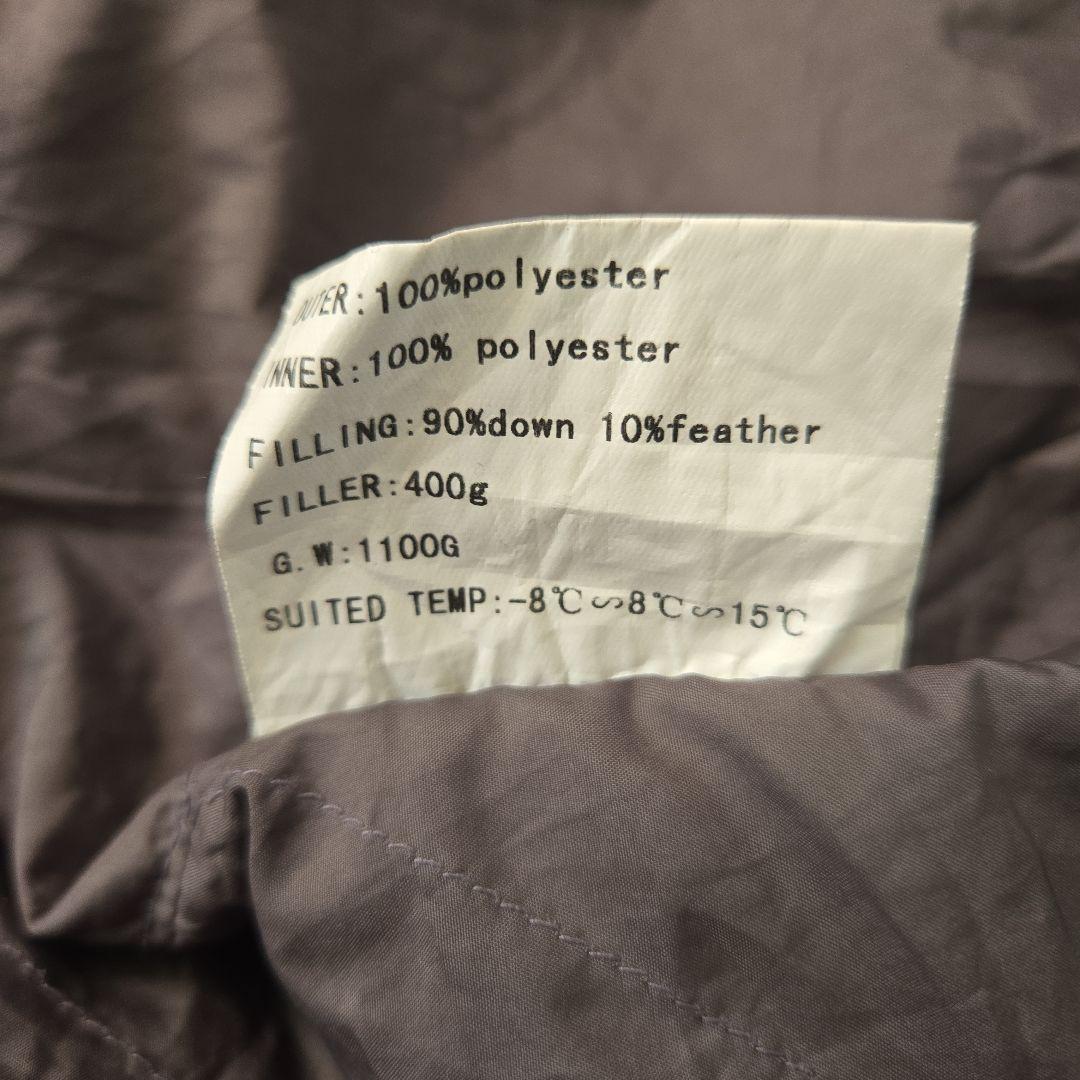 OUTER:100%polyester
INNER:100% polyester
FILLING:90%down 10%feather
FILLER:400g
G.W:1100G
SUITED TEMP:-8℃∽8℃∽15℃